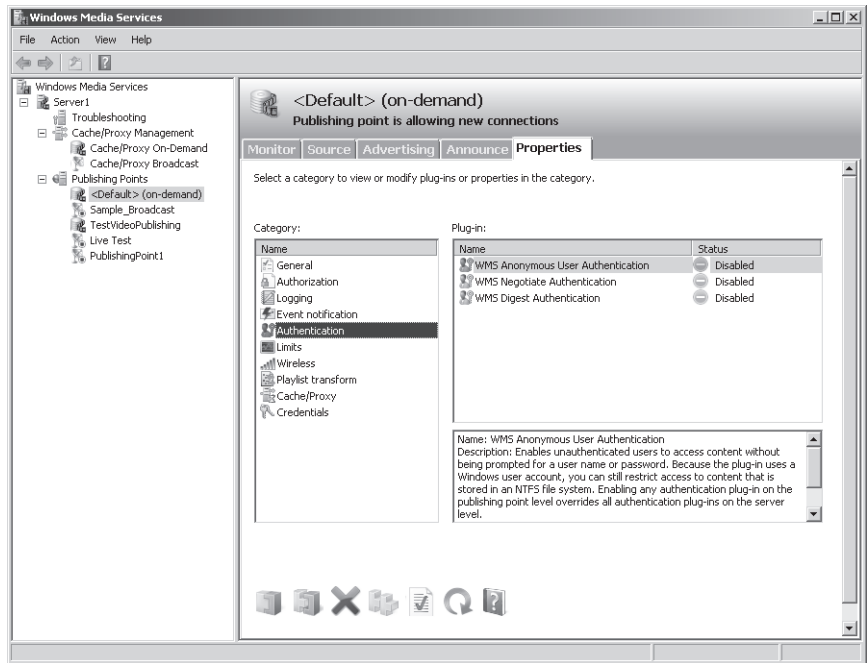 Windows Media Services
File Action View Help
Windows Media Services
Server1
Troubleshooting
Cache/Proxy Management
Cache/Proxy On-Demand
Cache/Proxy Broadcast
Publishing Points
<Default> (on-demand)
Sample_Broadcast
TestVideoPublishing
Live Test
PublishingPoint1
<Default> (on-demand)
Publishing point is allowing new connections
Monitor Source Advertising Announce Properties
Select a category to view or modify plug-ins or properties in the category.
Category:
Name
General
Authorization
Logging
Event notification
Authentication
Limits
Wireless
Playlist transform
Cache/Proxy
Credentials
Plug-in:
Name Status
WMS Anonymous User Authentication Disabled
WMS Negotiate Authentication Disabled
WMS Digest Authentication Disabled
Name: WMS Anonymous User Authentication
Description: Enables unauthenticated users to access content without
being prompted for a user name or password. Because the plug-in uses a
Windows user account, you can still restrict access to content that is
stored in an NTFS file system. Enabling any authentication plug-in on the
publishing point level overrides all authentication plug-ins on the server
level.